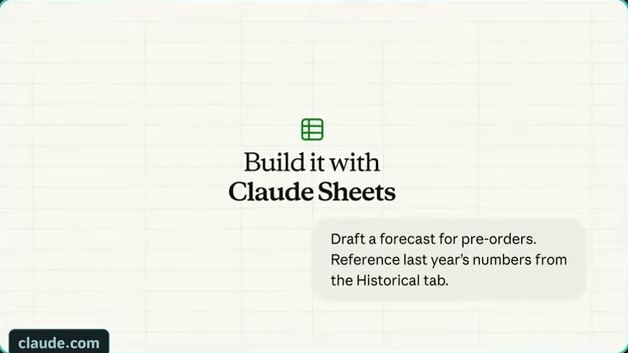 Build it with
Claude Sheets
Draft a forecast for pre-orders.
Reference last year’s numbers from
the Historical tab.
claude.com